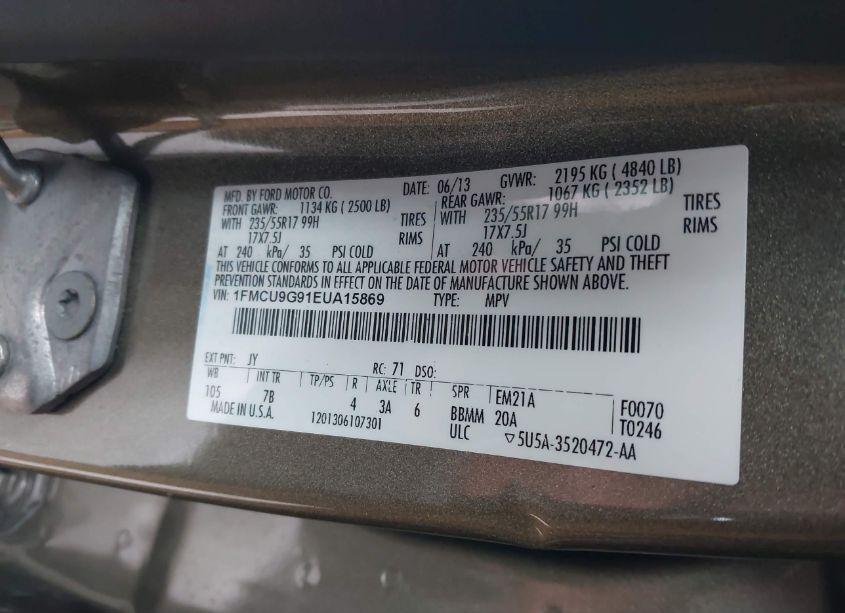 MFD. BY FORD MOTOR CO. DATE: 06/13 GVWR: 2195 KG ( 4840 LB)
FRONT GAWR: 1134 KG ( 2500 LB) REAR GAWR: 1067 KG ( 2352 LB)
WITH 235/55R17 99H TIRES WITH 235/55R17 99H TIRES
17X7.5J RIMS 17X7.5J RIMS
AT 240 kPa/ 35 PSI COLD AT 240 kPa/ 35 PSI COLD
THIS VEHICLE CONFORMS TO ALL APPLICABLE FEDERAL MOTOR VEHICLE SAFETY AND THEFT
PREVENTION STANDARDS IN EFFECT ON THE DATE OF MANUFACTURE SHOWN ABOVE.
VIN: 1FMCU9G91EUA15869 TYPE: MPV
EXT PNT: JY RC: 71 DSO:
WB INT TR TP/PS R AXLE TR SPR EM21A
105 7B 4 3A 6 BBMM 20A F0070
MADE IN U.S.A. 1201306107301 ULC ▽5U5A-3520472-AA T0246